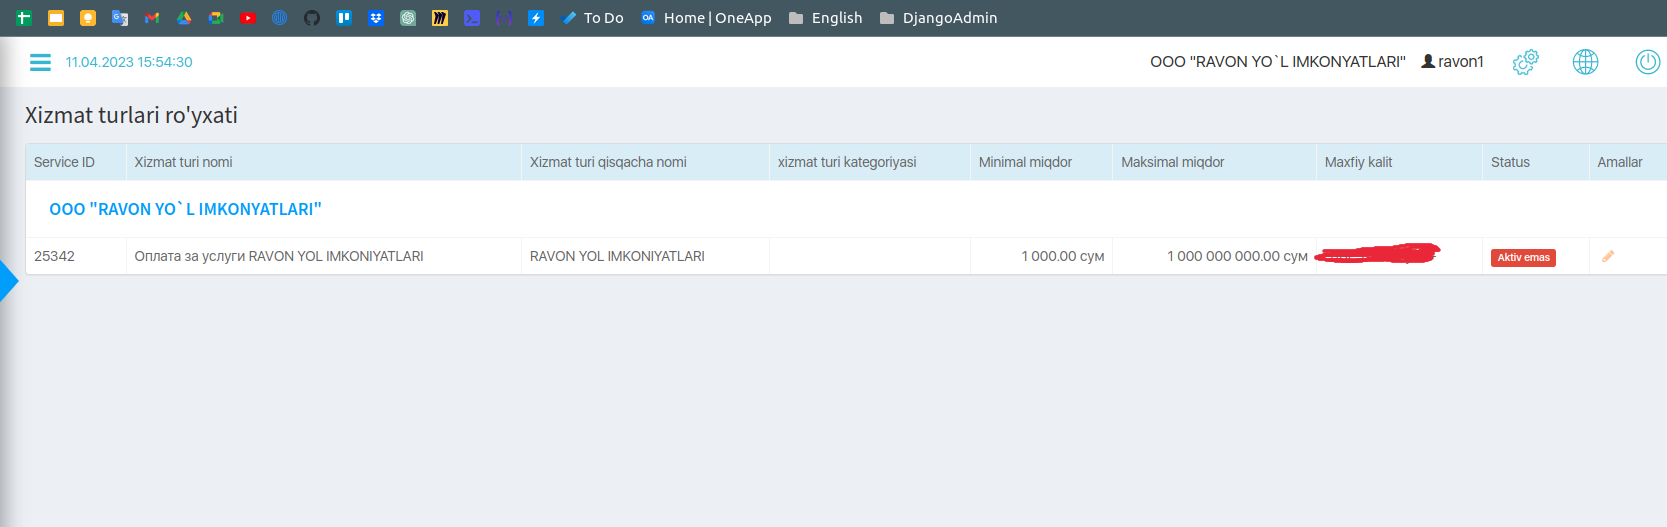 To Do Home | OneApp English DjangoAdmin
11.04.2023 15:54:30 OOO "RAVON YO`L IMKONYATLARI" ravon1
Xizmat turlari ro'yxati
Service ID Xizmat turi nomi Xizmat turi qisqacha nomi xizmat turi kategoriyasi Minimal miqdor Maksimal miqdor Maxfiy kalit Status Amallar
OOO "RAVON YO`L IMKONYATLARI"
25342 Оплата за услуги RAVON YOL IMKONIYATLARI RAVON YOL IMKONIYATLARI 1 000.00 сум 1 000 000 000.00 сум Aktiv emas